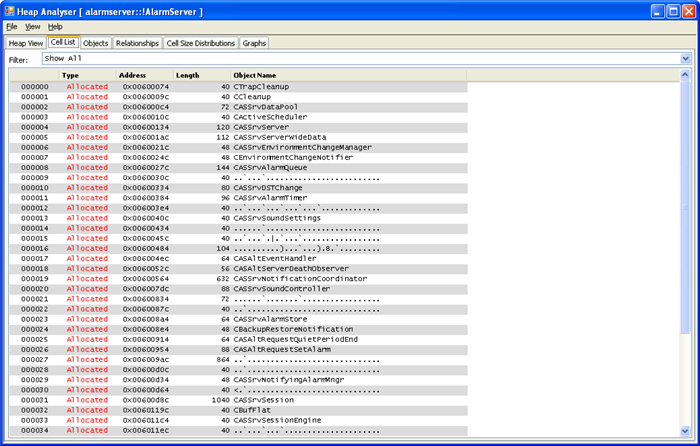 Heap Analyser [ alarmserver::!AlarmServer ]
File View Help
Heap View Cell List Objects Relationships Cell Size Distributions Graphs
Filter: Show All
Type Address Length Object Name
000000 Allocated 0x00600074 40 CTrapCleanup
000001 Allocated 0x0060009c 40 CCleanup
000002 Allocated 0x006000c4 72 CASSrvDataPool
000003 Allocated 0x0060010c 40 CActiveScheduler
000004 Allocated 0x00600134 120 CASSrvServer
000005 Allocated 0x006001ac 112 CASSrvServerWideData
000006 Allocated 0x0060021c 48 CASSrvEnvironmentChangeManager
000007 Allocated 0x0060024c 48 CEnvironmentChangeNotifier
000008 Allocated 0x0060027c 144 CASSrvAlarmQueue
000009 Allocated 0x0060030c 40
000010 Allocated 0x00600334 80 CASSrvDSTChange
000011 Allocated 0x00600384 96 CASSrvAlarmTimer
000012 Allocated 0x006003e4 40
000013 Allocated 0x0060040c 40 CASSrvSoundSettings
000014 Allocated 0x00600434 40
000015 Allocated 0x0060045c 40
000016 Allocated 0x00600484 104
000017 Allocated 0x006004ec 64 CASAltEventHandler
000018 Allocated 0x0060052c 56 CASAltServerDeathObserver
000019 Allocated 0x00600564 632 CASSrvNotificationCoordinator
000020 Allocated 0x006007dc 88 CASSrvSoundController
000021 Allocated 0x00600834 72
000022 Allocated 0x0060087c 40
000023 Allocated 0x006008a4 64 CASSrvAlarmStore
000024 Allocated 0x006008e4 48 CBackupRestoreNotification
000025 Allocated 0x00600914 64 CASAltRequestQuietPeriodEnd
000026 Allocated 0x00600954 88 CASAltRequestSetAlarm
000027 Allocated 0x006009ac 864
000028 Allocated 0x00600d0c 40
000029 Allocated 0x00600d34 48 CASSrvNotifyingAlarmMngr
000030 Allocated 0x00600d64 40
000031 Allocated 0x00600d8c 1040 CASSrvSession
000032 Allocated 0x0060119c 40 CBufFlat
000033 Allocated 0x006011c4 40 CASSrvSessionEngine
000034 Allocated 0x006011ec 40